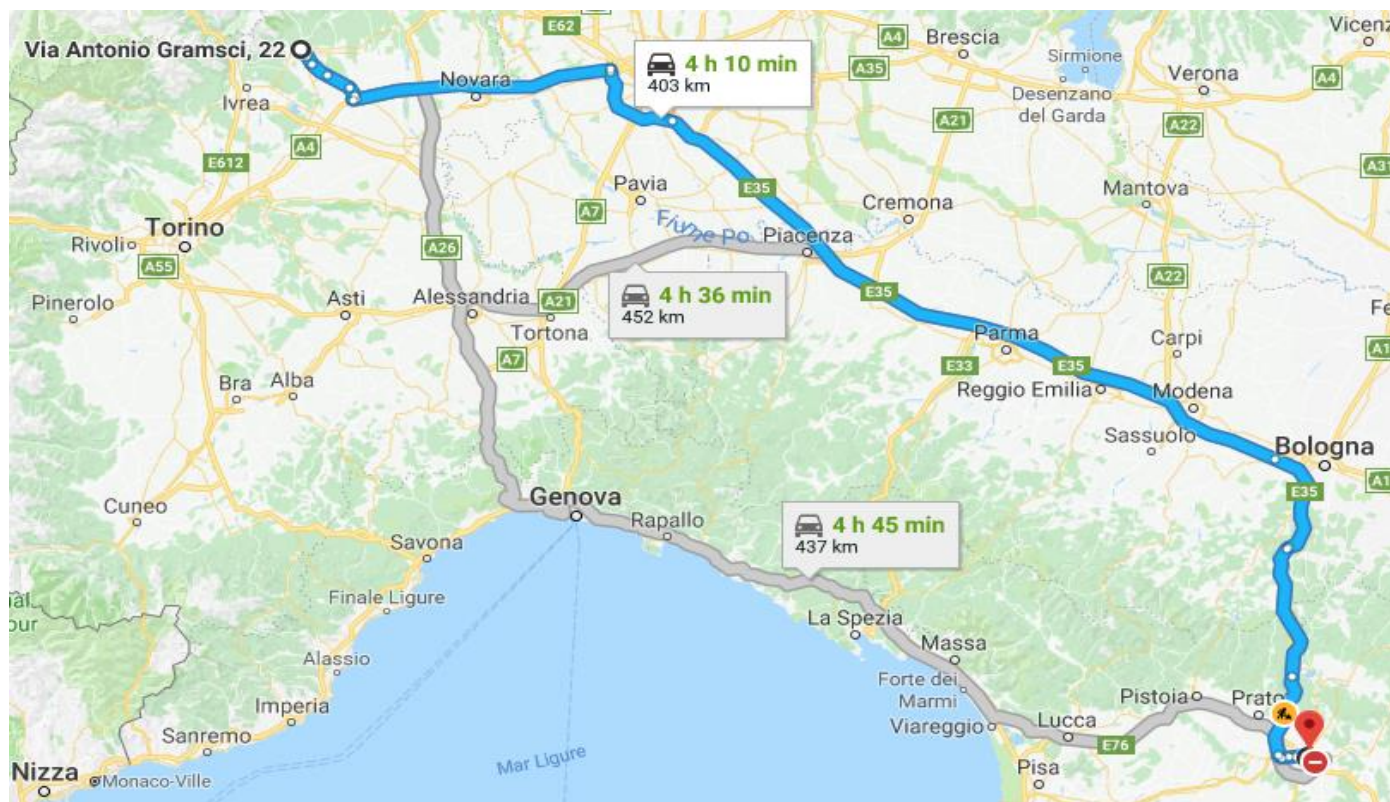 Vicenz
E62
A4
Brescia
Via Antonio Gramsci, 22
4 h 10 min
403 km
A35
Sirmione
Verona
A4
Novara
Desenzano
del Garda
Ivrea
A21
A22
A4
E612
A31
Pavia
E35
Mantova
Cremona
A7
Torino
Fiume Po
Piacenza
Rivoli
A26
A55
A22
4 h 36 min
452 km
E35
Pinerolo
Asti
Alessandria
A21
Tortona
Fe
Parma
Carpi
A7
E33
E35
A1
Bra
Alba
Reggio Emilia
Modena
Sassuolo
Bologna
A1
E35
Genova
Cuneo
Rapallo
4 h 45 min
437 km
Savona
Finale Ligure
La Spezia
Massa
Alassio
Forte dei
Marmi
Pistoia
Prato
Imperia
Viareggio
Lucca
E76
Sanremo
Mar Ligure
Nizza
Monaco-Ville
Pisa